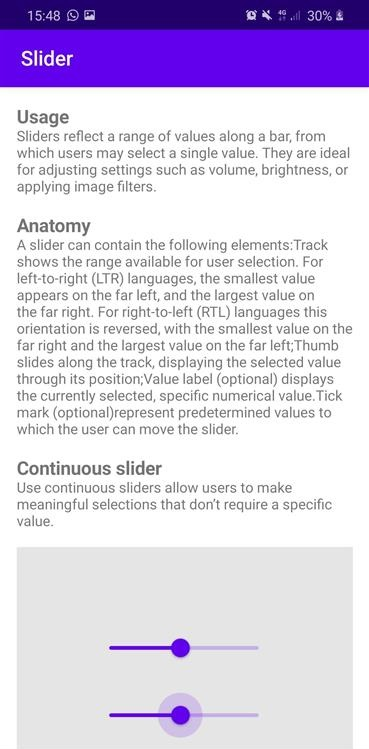 15:48
4G
30%
Slider
Usage
Sliders reflect a range of values along a bar, from
which users may select a single value. They are ideal
for adjusting settings such as volume, brightness, or
applying image filters.
Anatomy
A slider can contain the following elements:Track
shows the range available for user selection. For
left-to-right (LTR) languages, the smallest value
appears on the far left, and the largest value on
the far right. For right-to-left (RTL) languages this
orientation is reversed, with the smallest value on the
far right and the largest value on the far left;Thumb
slides along the track, displaying the selected value
through its position;Value label (optional) displays
the currently selected, specific numerical value.Tick
mark (optional)represent predetermined values to
which the user can move the slider.
Continuous slider
Use continuous sliders allow users to make
meaningful selections that don’t require a specific
value.